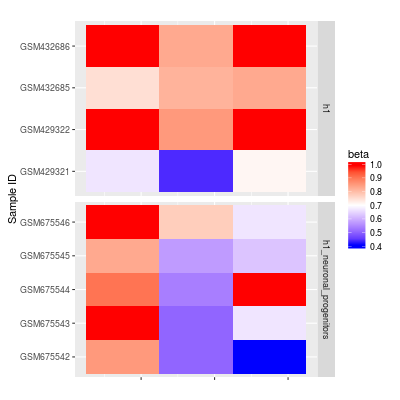 Sample ID
GSM432686
GSM432685
GSM429322
GSM429321
h1
GSM675546
GSM675545
GSM675544
GSM675543
GSM675542
h1_neuronal_progenitors
beta
1.0
0.9
0.8
0.7
0.6
0.5
0.4